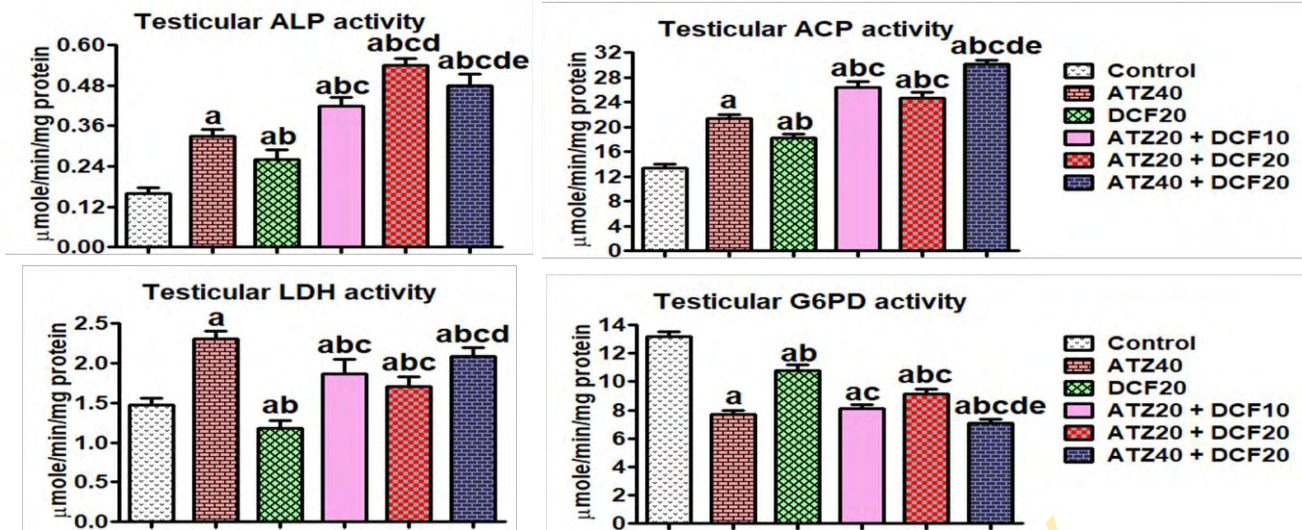 Testicular ALP activity
μmole/min/mg protein
0.60
0.48
0.36
0.24
0.12
0.00
a
ab
abc
abcd
abcde
Testicular ACP activity
μmole/min/mg protein
32
28
24
20
16
12
8
4
0
a
ab
abc
abc
abcde
Control
ATZ40
DCF20
ATZ20 + DCF10
ATZ20 + DCF20
ATZ40 + DCF20
Testicular LDH activity
μmole/min/mg protein
2.5
2.0
1.5
1.0
0.5
0.0
a
ab
abc
abc
abcd
Testicular G6PD activity
μmole/min/mg protein
14
12
10
8
6
4
2
0
a
ab
ac
abc
abcde
Control
ATZ40
DCF20
ATZ20 + DCF10
ATZ20 + DCF20
ATZ40 + DCF20